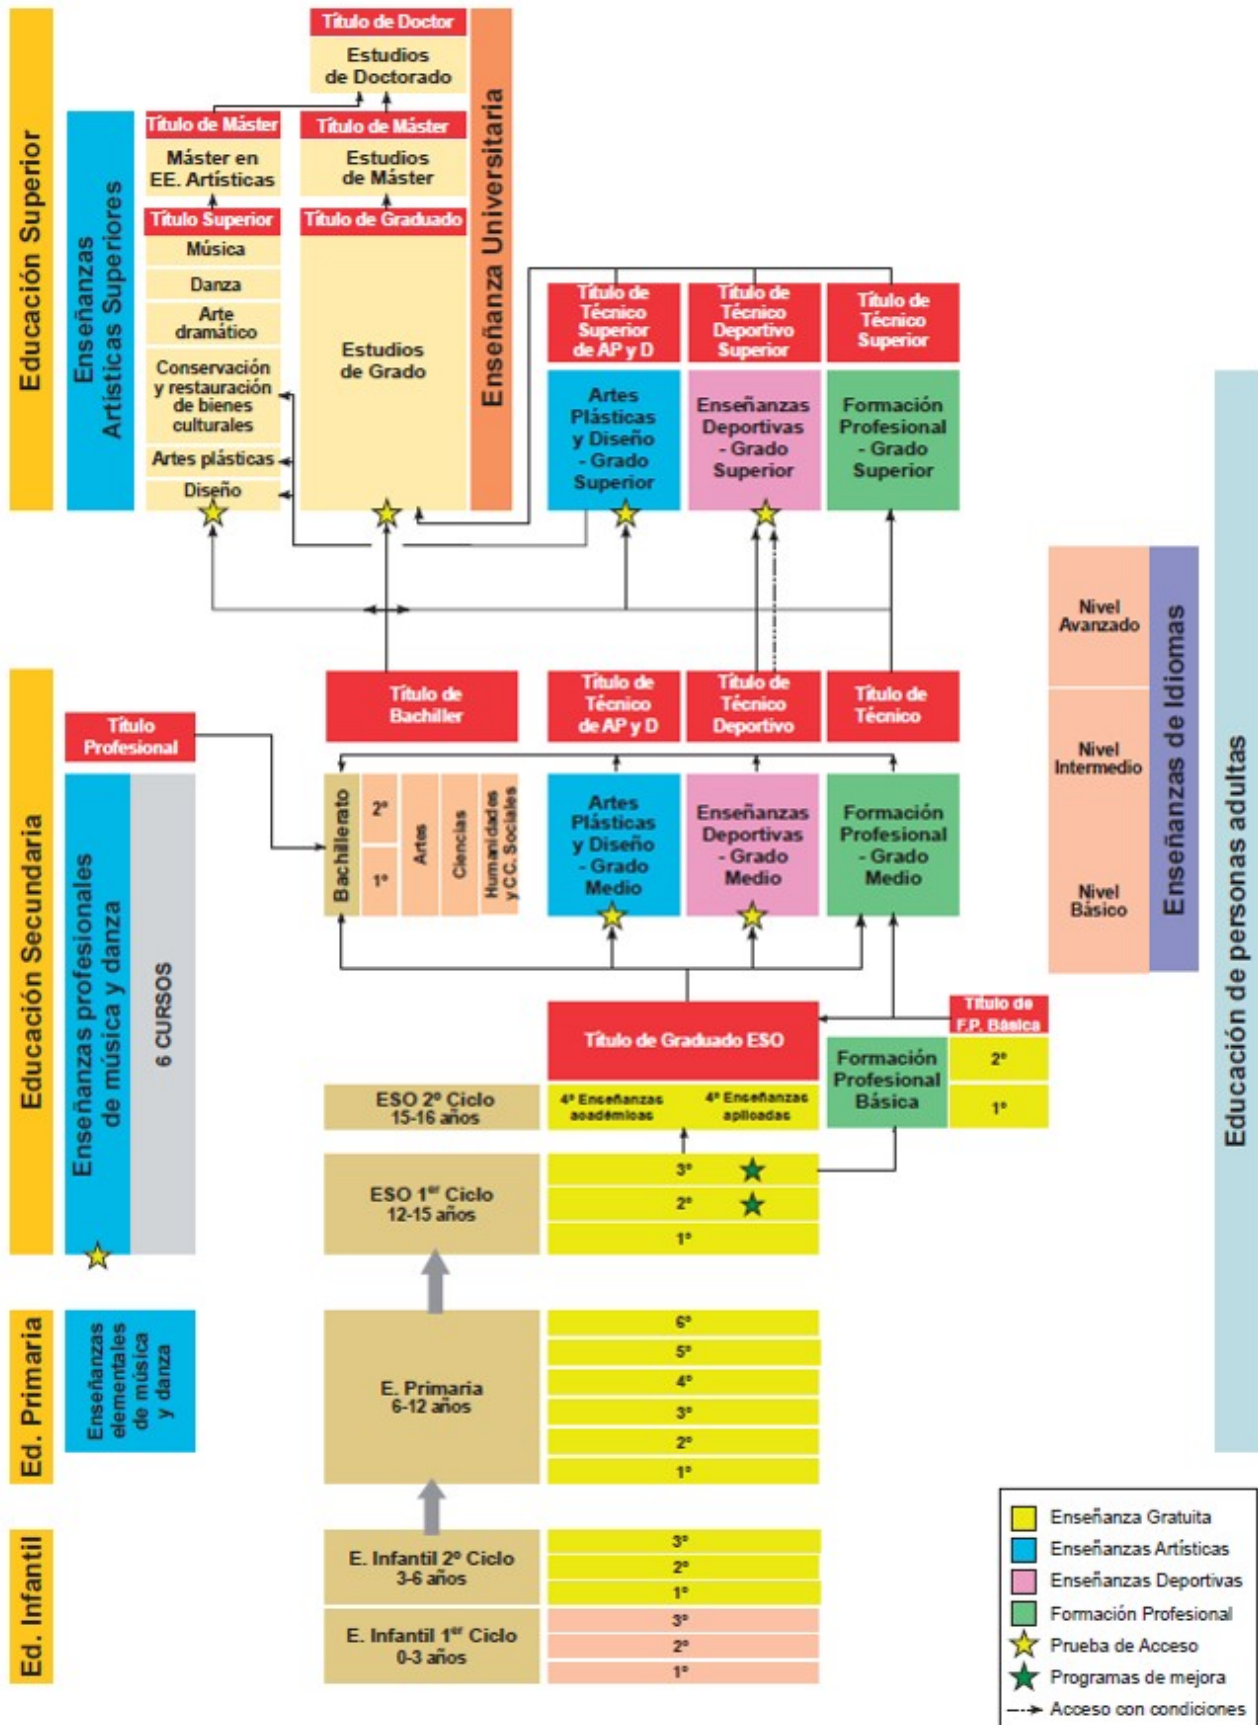 Educación Superior
Enseñanzas
Artísticas Superiores
Título de Doctor
Estudios
de Doctorado
Título de Máster
Máster en
EE. Artísticas
Título Superior
Música
Danza
Arte
dramático
Conservación
y restauración
de bienes
culturales
Artes plásticas
Diseño
Título de Máster
Estudios
de Máster
Título de Graduado
Estudios
de Grado
Enseñanza Universitaria
Título de
Técnico
Superior
de AP y D
Artes
Plásticas
y Diseño
- Grado
Superior
Título de
Técnico
Deportivo
Superior
Enseñanzas
Deportivas
- Grado
Superior
Título de
Técnico
Superior
Formación
Profesional
- Grado
Superior
Educación Secundaria
Título
Profesional
Enseñanzas profesionales
de música y danza
6 CURSOS
Título de
Bachiller
Bachillerato
2º
1º
Artes
Ciencias
Humanidades
y CC. Sociales
Título de
Técnico
de AP y D
Artes
Plásticas
y Diseño
- Grado
Medio
Título de
Técnico
Deportivo
Enseñanzas
Deportivas
- Grado
Medio
Título de
Técnico
Formación
Profesional
- Grado
Medio
Nivel
Avanzado
Nivel
Intermedio
Nivel
Básico
Enseñanzas de Idiomas
Educación de personas adultas
Título de Graduado ESO
Título de
F.P. Básica
Formación
Profesional
Básica
2º
1º
ESO 2º Ciclo
15-16 años
4º Enseñanzas
académicas
4º Enseñanzas
aplicadas
ESO 1er Ciclo
12-15 años
3º
2º
1º
Ed. Primaria
Enseñanzas
elementales
de música
y danza
E. Primaria
6-12 años
6º
5º
4º
3º
2º
1º
Ed. Infantil
E. Infantil 2º Ciclo
3-6 años
3º
2º
1º
E. Infantil 1er Ciclo
0-3 años
3º
2º
1º
Enseñanza Gratuita
Enseñanzas Artísticas
Enseñanzas Deportivas
Formación Profesional
Prueba de Acceso
Programas de mejora
Acceso con condiciones